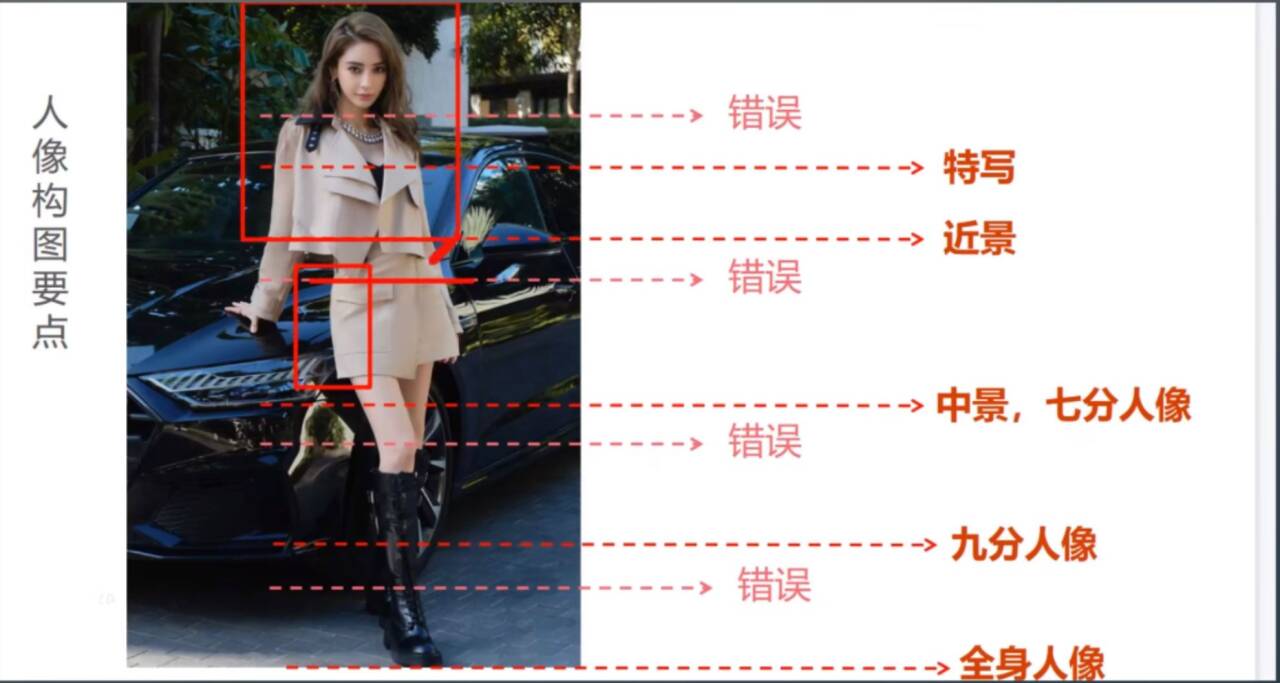 人像构图要点
错误
特写
近景
错误
中景，七分人像
错误
九分人像
错误
全身人像